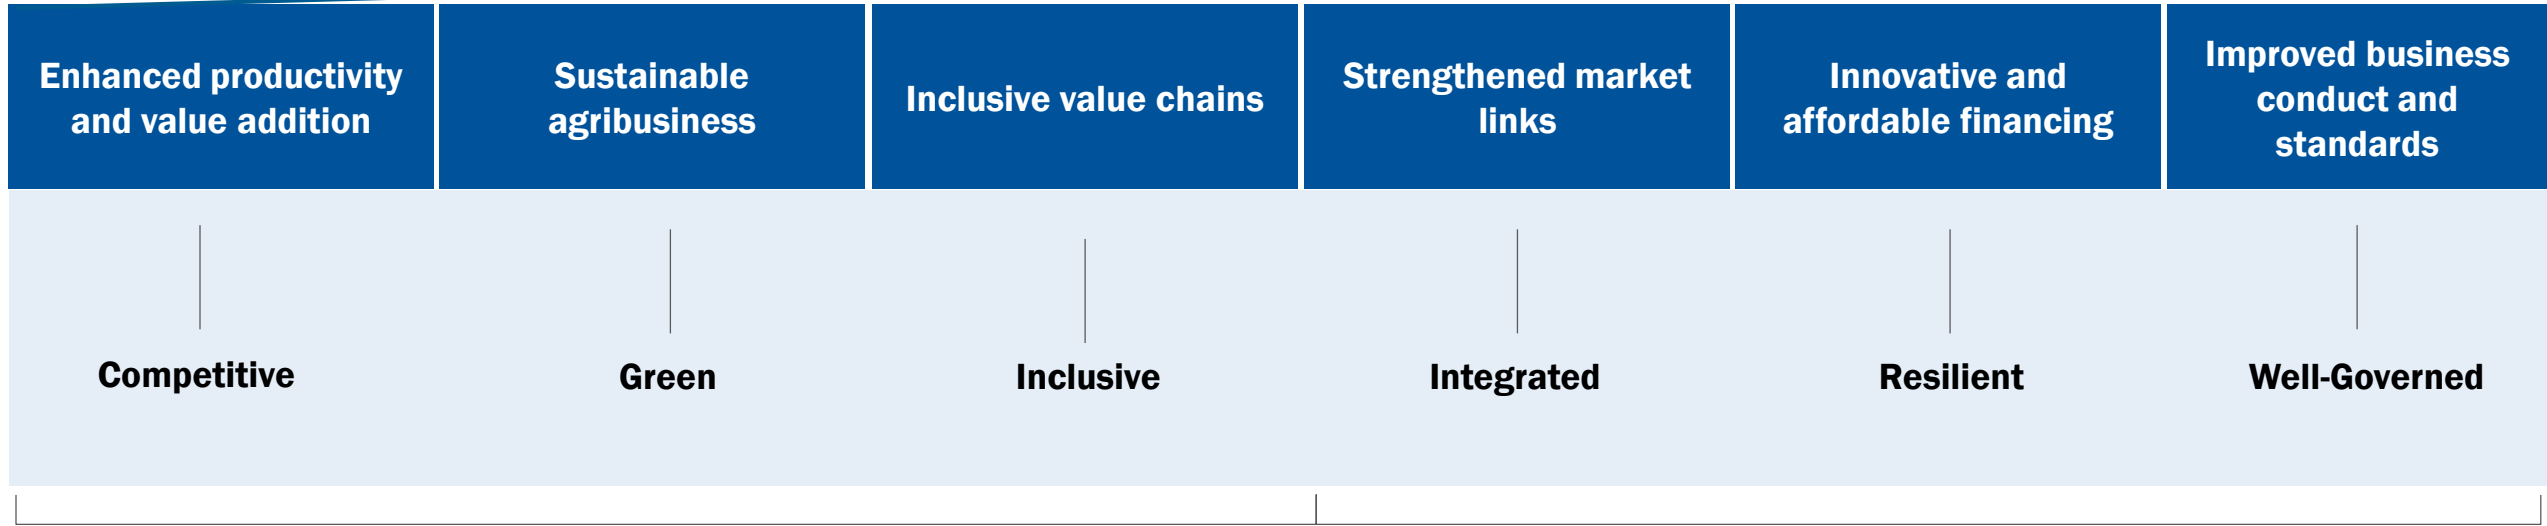 Enhanced productivity
and value addition
Sustainable
agribusiness
Inclusive value chains
Strengthened market
links
Innovative and
affordable financing
Improved business
conduct and
standards
Competitive
Green
Inclusive
Integrated
Resilient
Well-Governed